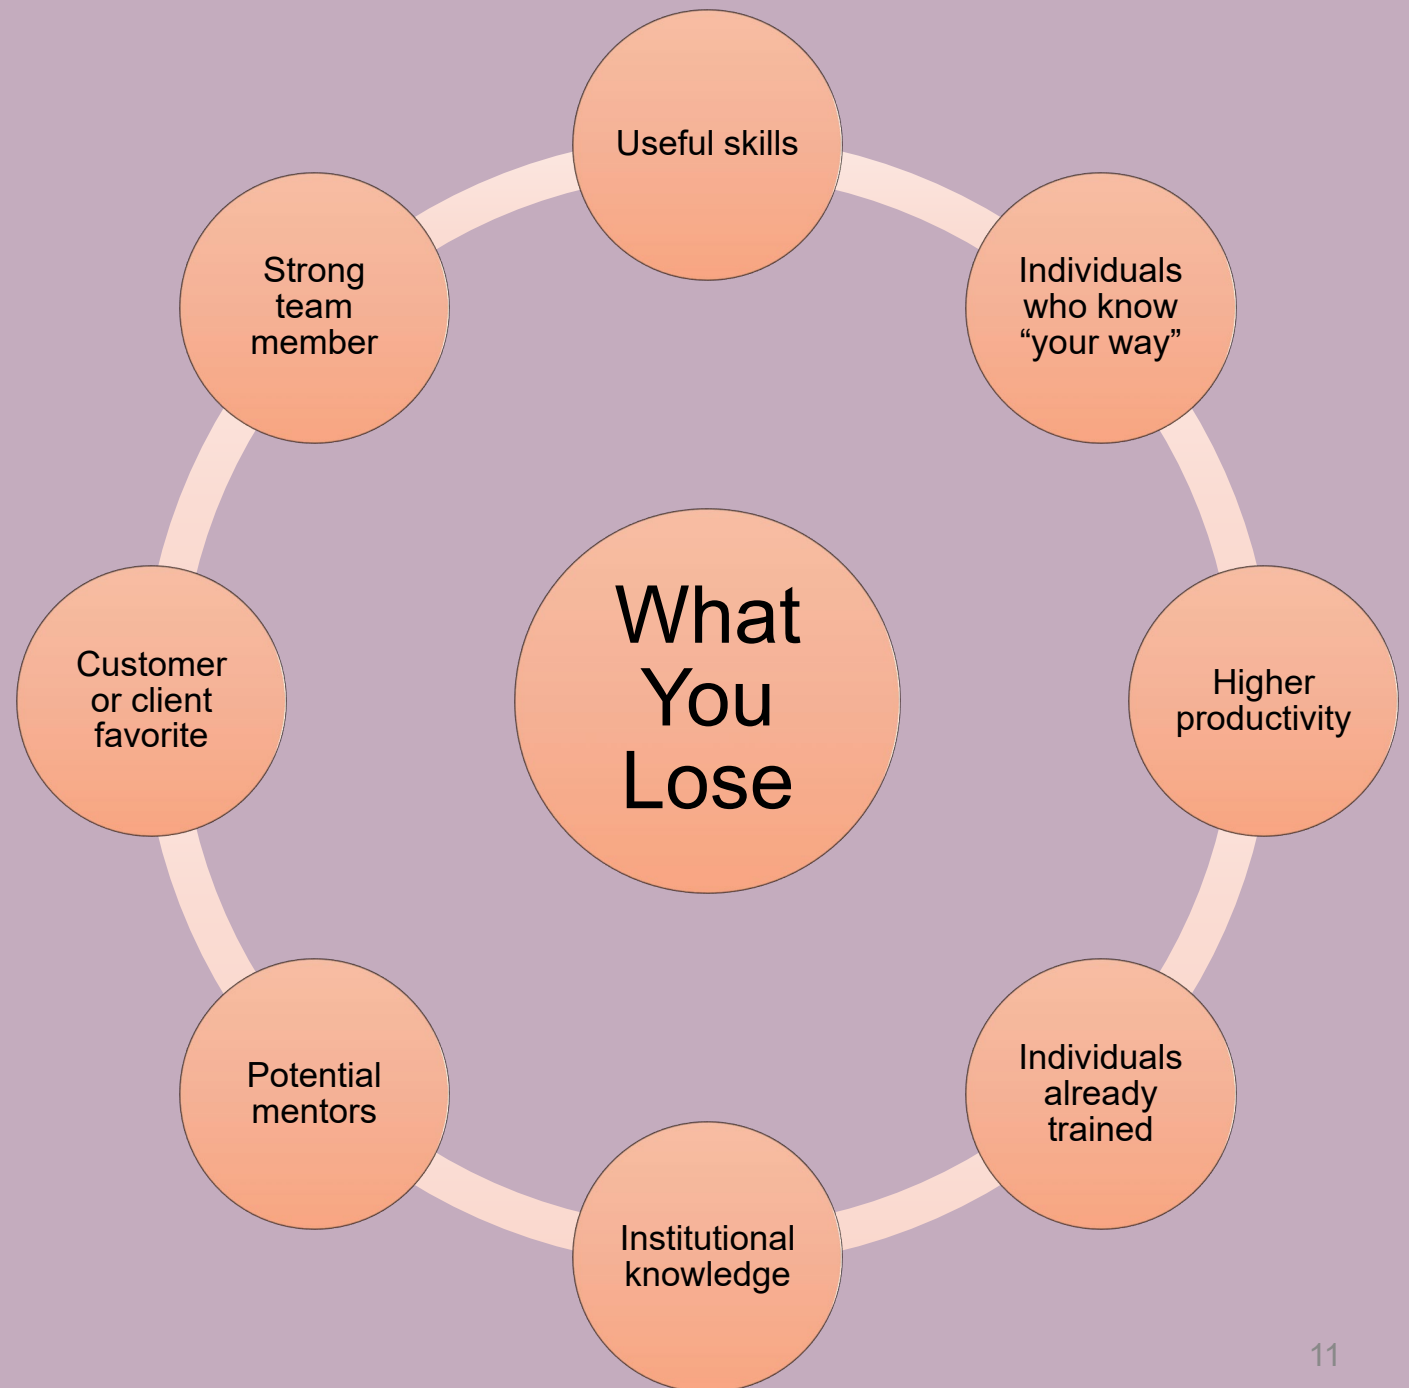 Useful skills
Individuals
who know
“your way”
Higher
productivity
Individuals
already
trained
Institutional
knowledge
Potential
mentors
Customer
or client
favorite
Strong
team
member
What
You
Lose
11